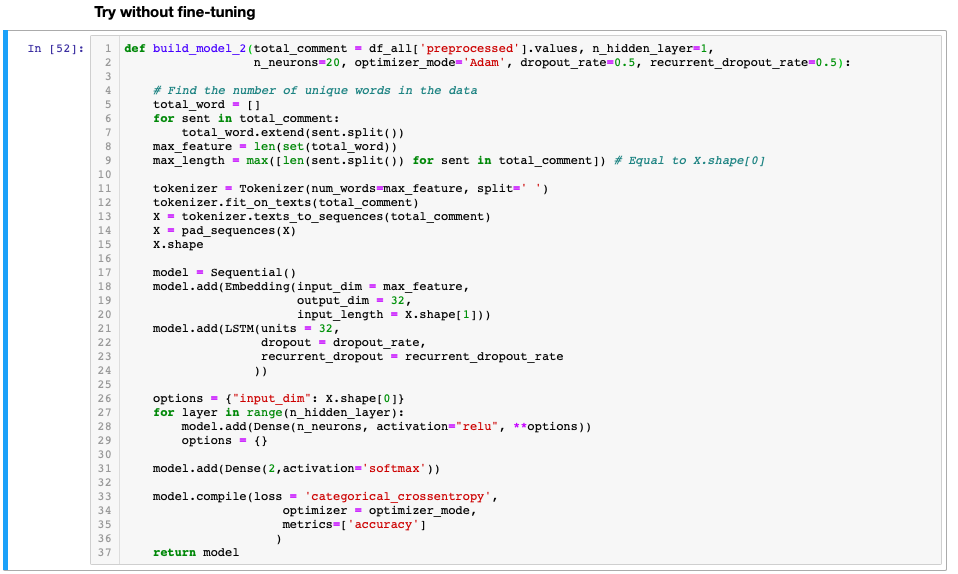 Try without fine-tuning
In [52]:
1 def build_model_2(total_comment = df_all['preprocessed'].values, n_hidden_layer=1,
2                   n_neurons=20, optimizer_mode='Adam', dropout_rate=0.5, recurrent_dropout_rate=0.5):
3
4     # Find the number of unique words in the data
5     total_word = []
6     for sent in total_comment:
7         total_word.extend(sent.split())
8     max_feature = len(set(total_word))
9     max_length = max([len(sent.split()) for sent in total_comment]) # Equal to X.shape[0]
10
11     tokenizer = Tokenizer(num_words=max_feature, split=' ')
12     tokenizer.fit_on_texts(total_comment)
13     X = tokenizer.texts_to_sequences(total_comment)
14     X = pad_sequences(X)
15     X.shape
16
17     model = Sequential()
18     model.add(Embedding(input_dim = max_feature,
19                         output_dim = 32,
20                         input_length = X.shape[1]))
21     model.add(LSTM(units = 32,
22                    dropout = dropout_rate,
23                    recurrent_dropout = recurrent_dropout_rate
24                   ))
25
26     options = {"input_dim": X.shape[0]}
27     for layer in range(n_hidden_layer):
28         model.add(Dense(n_neurons, activation="relu", **options))
29         options = {}
30
31     model.add(Dense(2,activation='softmax'))
32
33     model.compile(loss = 'categorical_crossentropy',
34                       optimizer = optimizer_mode,
35                       metrics=['accuracy']
36                      )
37     return model